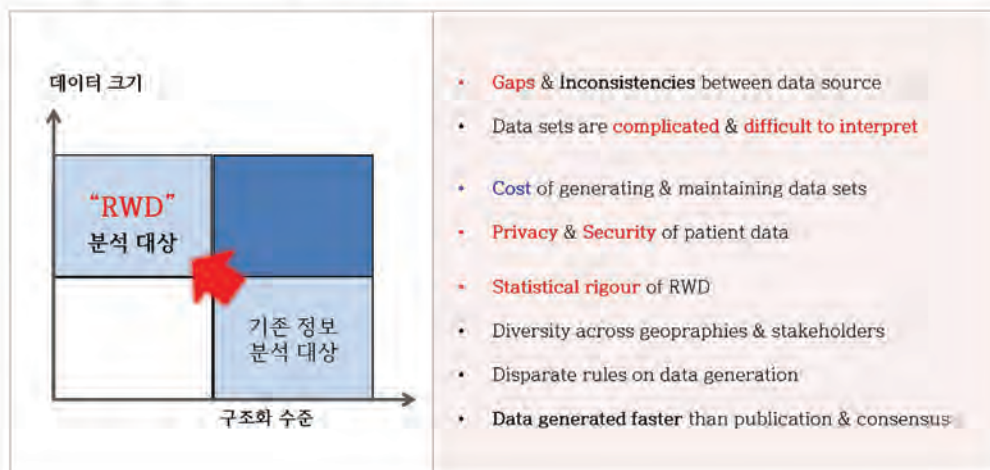 데이터 크기
“RWD”
분석 대상
기존 정보
분석 대상
구조화 수준
• Gaps & Inconsistencies between data source
• Data sets are complicated & difficult to interpret
• Cost of generating & maintaining data sets
• Privacy & Security of patient data
• Statistical rigour of RWD
• Diversity across geopraphies & stakeholders
• Disparate rules on data generation
• Data generated faster than publication & consensus